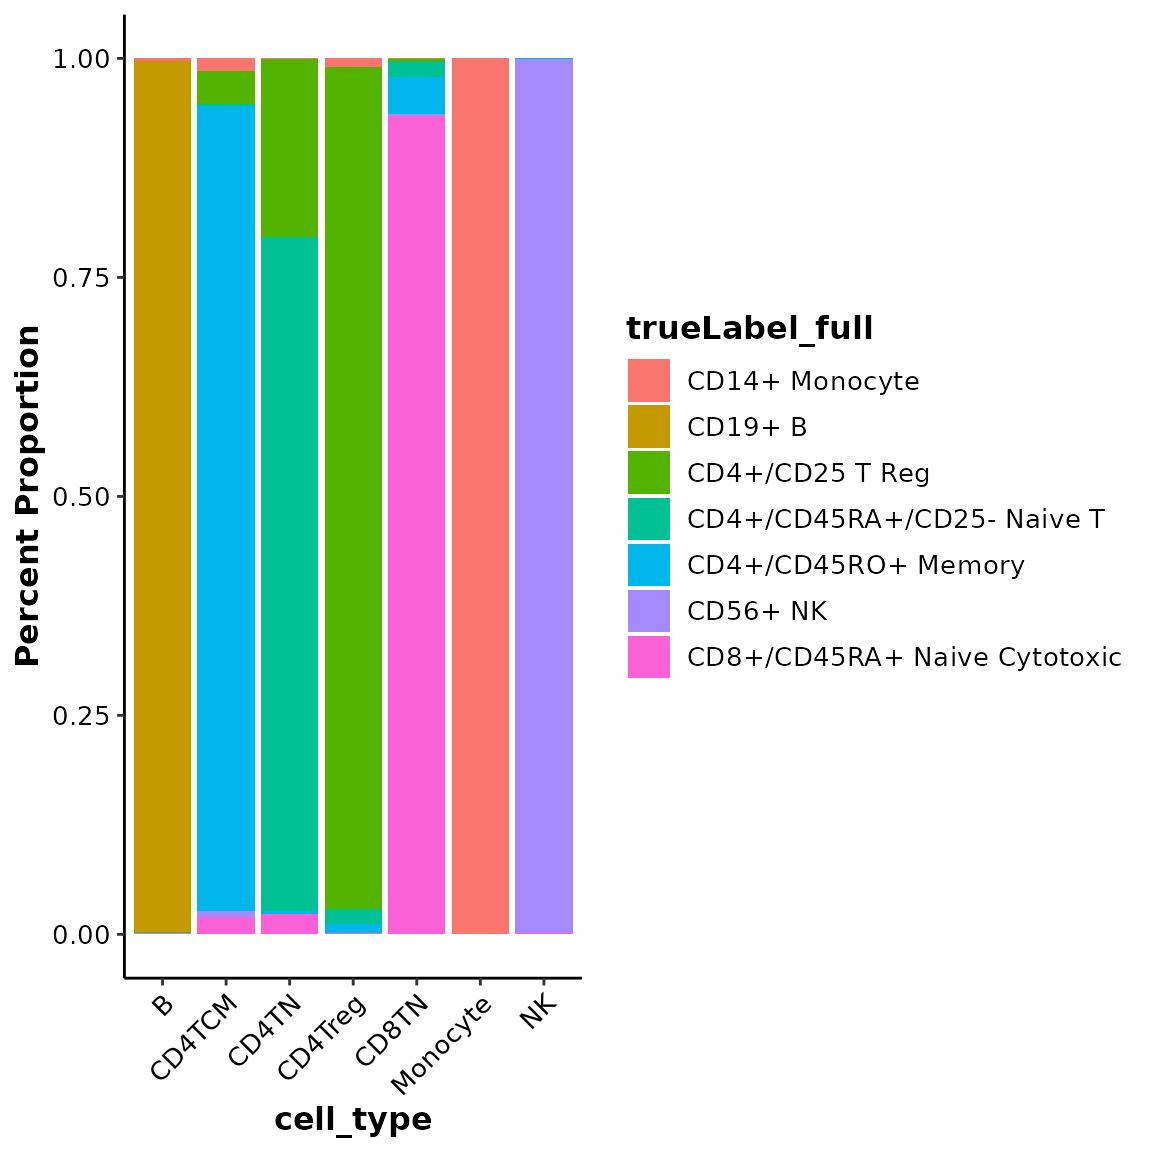 1.00
0.75
0.50
0.25
0.00
Percent Proportion
B
CD4TCM
CD4TN
CD4Treg
CD8TN
Monocyte
NK
cell_type
trueLabel_full
CD14+ Monocyte
CD19+ B
CD4+/CD25 T Reg
CD4+/CD45RA+/CD25- Naive T
CD4+/CD45RO+ Memory
CD56+ NK
CD8+/CD45RA+ Naive Cytotoxic